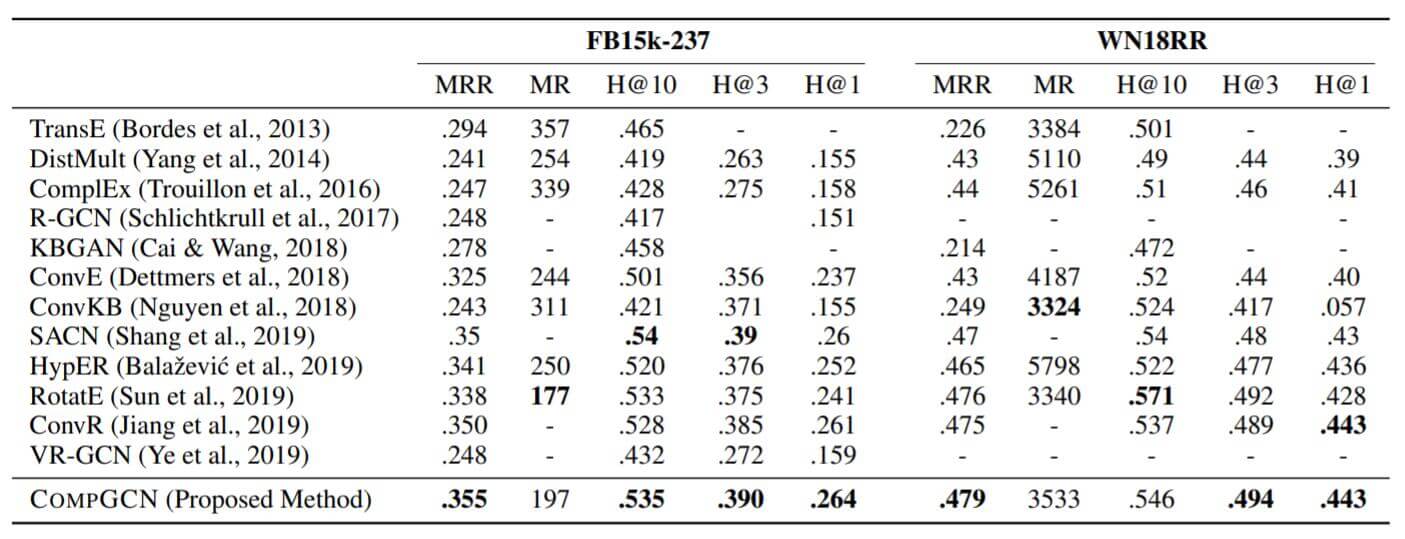 FB15k-237 WN18RR
MRR MR H@10 H@3 H@1 MRR MR H@10 H@3 H@1
TransE (Bordes et al., 2013) .294 357 .465 - - .226 3384 .501 - -
DistMult (Yang et al., 2014) .241 254 .419 .263 .155 .43 5110 .49 .44 .39
ComplEx (Trouillon et al., 2016) .247 339 .428 .275 .158 .44 5261 .51 .46 .41
R-GCN (Schlichtkrull et al., 2017) .248 - .417 .151 - - - -
KBGAN (Cai & Wang, 2018) .278 - .458 - .214 - .472 - -
ConvE (Dettmers et al., 2018) .325 244 .501 .356 .237 .43 4187 .52 .44 .40
ConvKB (Nguyen et al., 2018) .243 311 .421 .371 .155 .249 3324 .524 .417 .057
SACN (Shang et al., 2019) .35 - .54 .39 .26 .47 - .54 .48 .43
HypER (Balažević et al., 2019) .341 250 .520 .376 .252 .465 5798 .522 .477 .436
RotatE (Sun et al., 2019) .338 177 .533 .375 .241 .476 3340 .571 .492 .428
ConvR (Jiang et al., 2019) .350 - .528 .385 .261 .475 - .537 .489 .443
VR-GCN (Ye et al., 2019) .248 - .432 .272 .159 - - - - -
COMPGCN (Proposed Method) .355 197 .535 .390 .264 .479 3533 .546 .494 .443